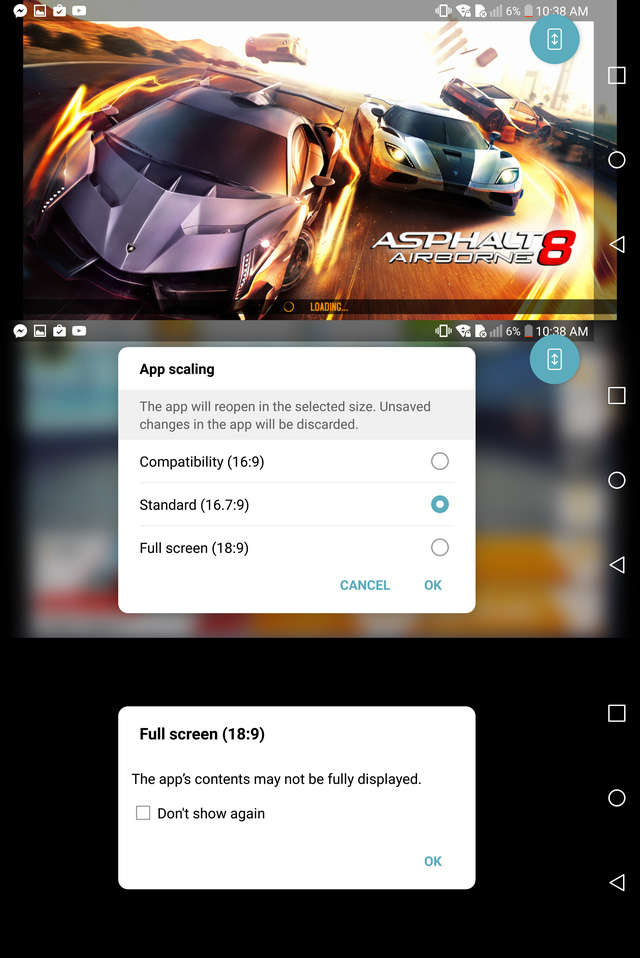 6% 10:38 AM
ASPHALT 8
AIRBORNE
LOADING...
6% 10:38 AM
App scaling
The app will reopen in the selected size. Unsaved
changes in the app will be discarded.
Compatibility (16:9)
Standard (16.7:9)
Full screen (18:9)
CANCEL OK
Full screen (18:9)
The app's contents may not be fully displayed.
Don't show again
OK